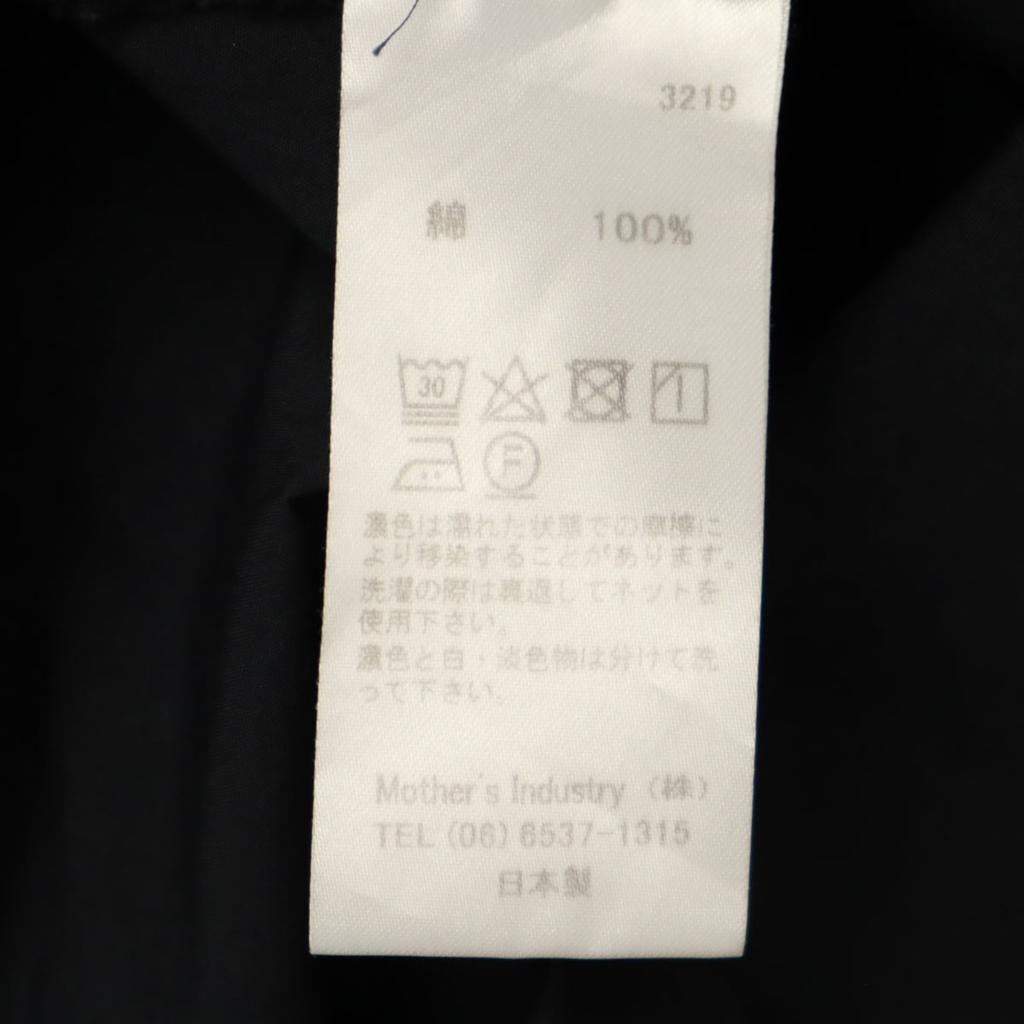 3219
綿 100%
30
F
濃色は濡れた状態での摩擦に
より移染することがあります。
洗濯の際は裏返してネットを
使用下さい。
濃色と白・淡色物は分けて洗
って下さい。
Mother's Industry (株)
TEL (06) 6537-1315
日本製